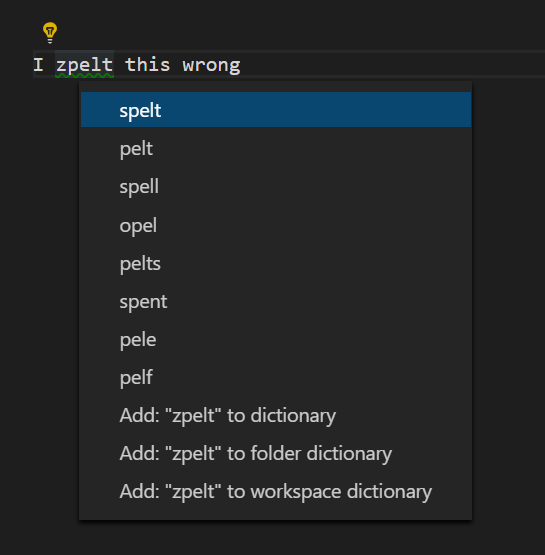 I zpelt this wrong
spelt
pelt
spell
opel
pelts
spent
pele
pelf
Add: "zpelt" to dictionary
Add: "zpelt" to folder dictionary
Add: "zpelt" to workspace dictionary